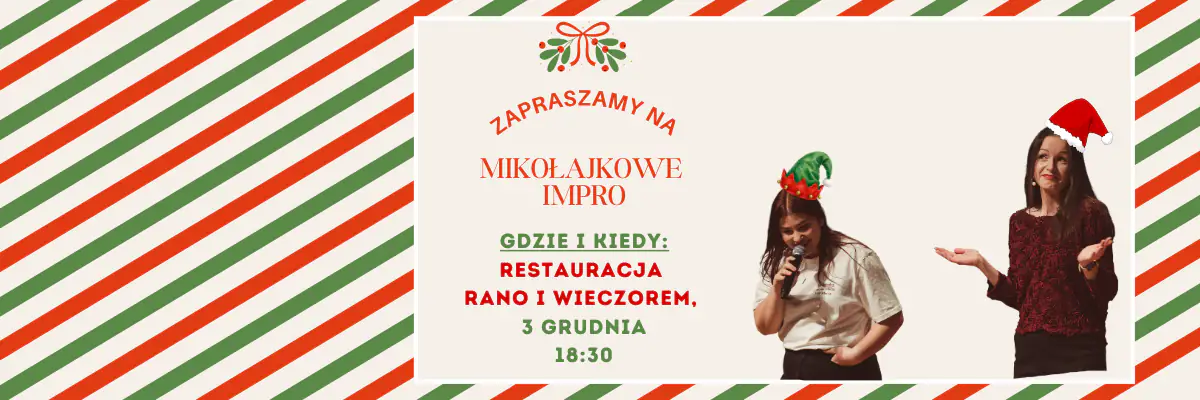 ZAPRASZAMY NA
MIKOŁAJKOWE
IMPRO
GDZIE I KIEDY:
RESTAURACJA
RANO I WIECZOREM,
3 GRUDNIA
18:30